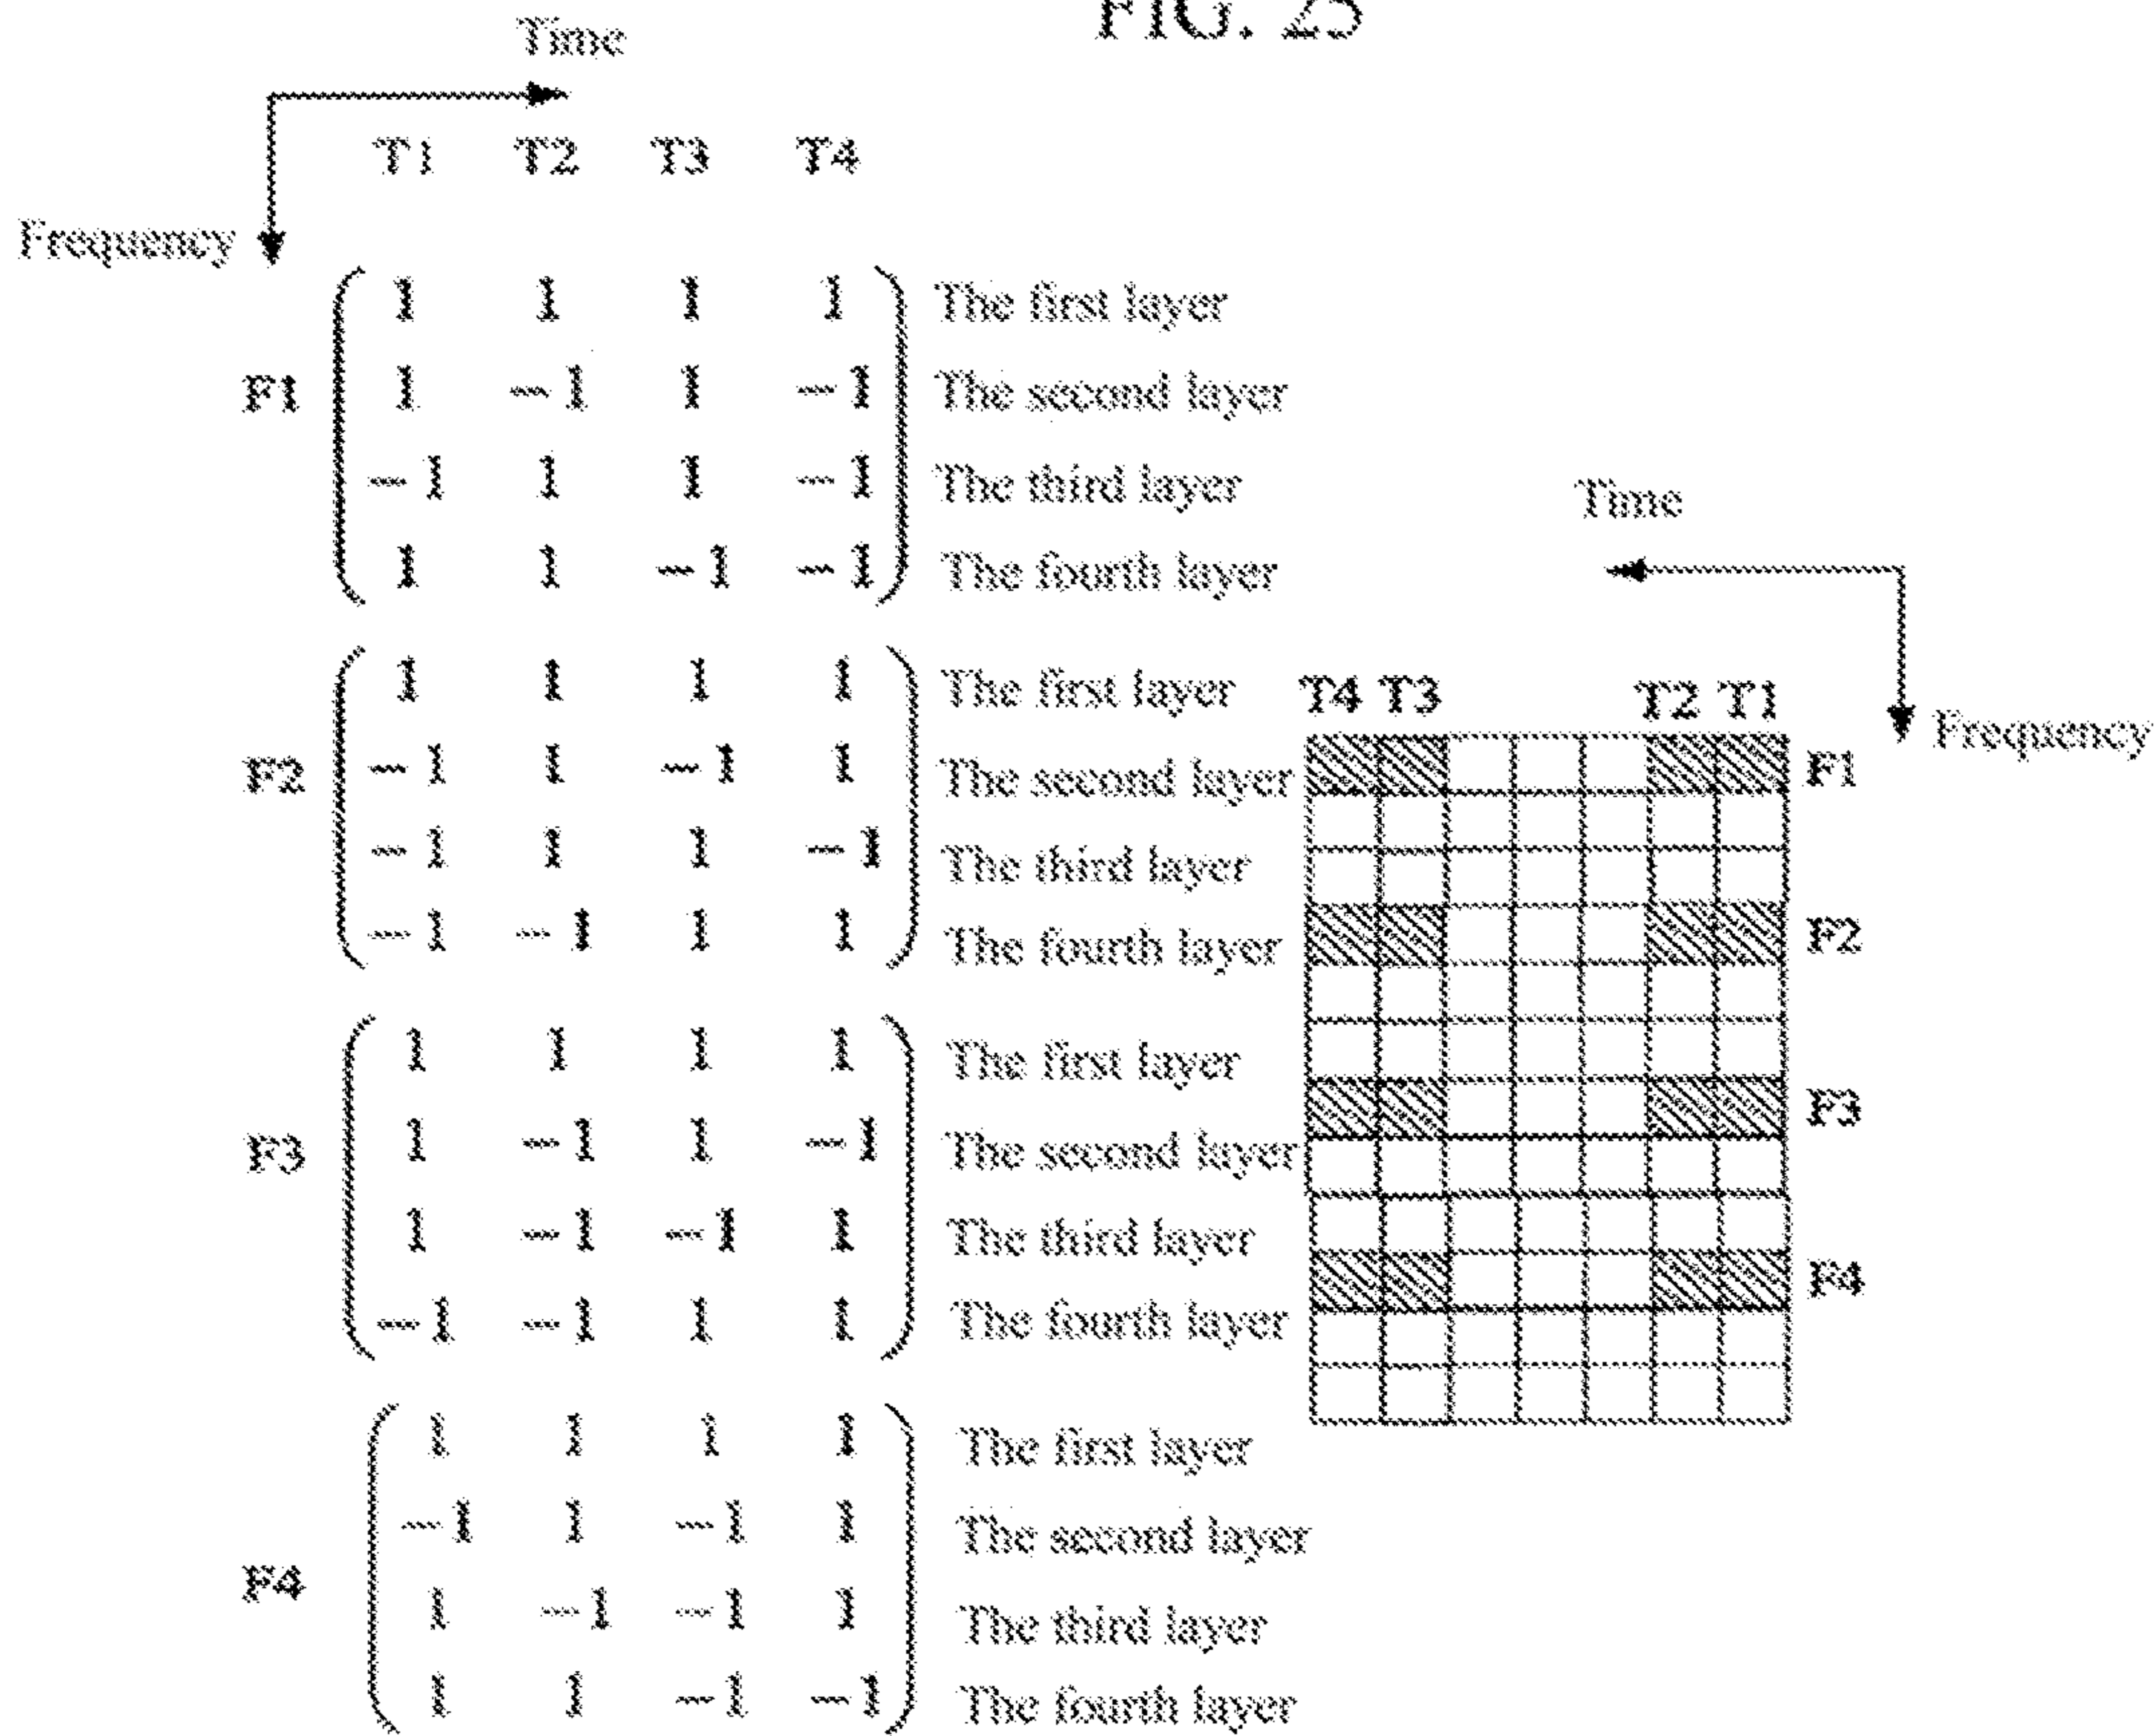 FIG. 25
Time
T1 T2 T3 T4
Frequency
1 1 1 1 The first layer
F1
1 -1 1 -1 The second layer
-1 1 1 -1 The third layer
1 1 -1 -1 The fourth layer
1 1 1 1 The first layer
F2
-1 1 -1 1 The second layer
-1 1 1 -1 The third layer
-1 -1 1 1 The fourth layer
1 1 1 1 The first layer
F3
1 -1 1 -1 The second layer
1 -1 -1 1 The third layer
-1 -1 1 1 The fourth layer
1 1 1 1 The first layer
-1 1 -1 1 The second layer
F4
1 -1 -1 1 The third layer
1 1 -1 -1 The fourth layer
Time
Frequency
T4 T3 T2 T1
F1
F2
F3
F4